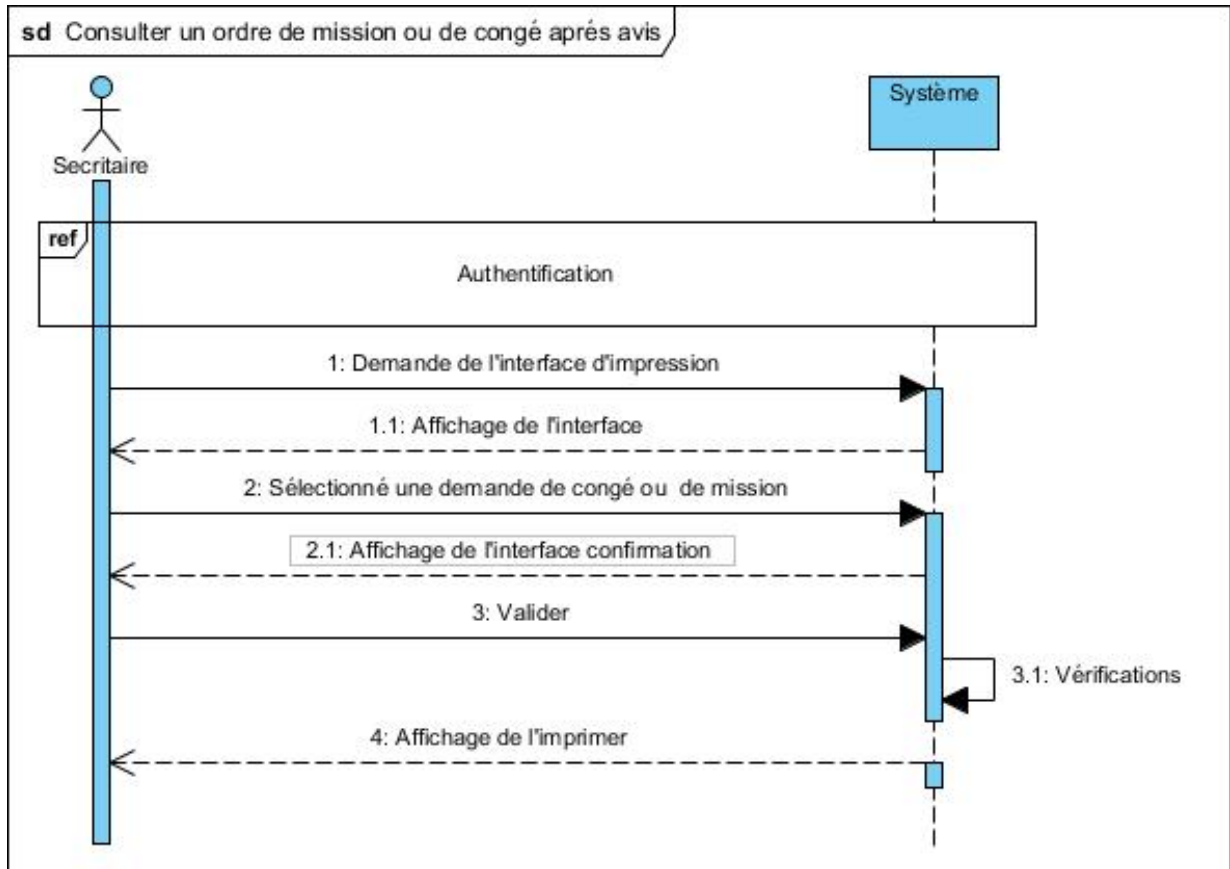 sd Consulter un ordre de mission ou de congé aprés avis
Système
Secritaire
ref
Authentification
1: Demande de l'interface d'impression
1.1: Affichage de l'interface
2: Sélectionné une demande de congé ou de mission
2.1: Affichage de l'interface confirmation
3: Valider
3.1: Vérifications
4: Affichage de l'imprimer